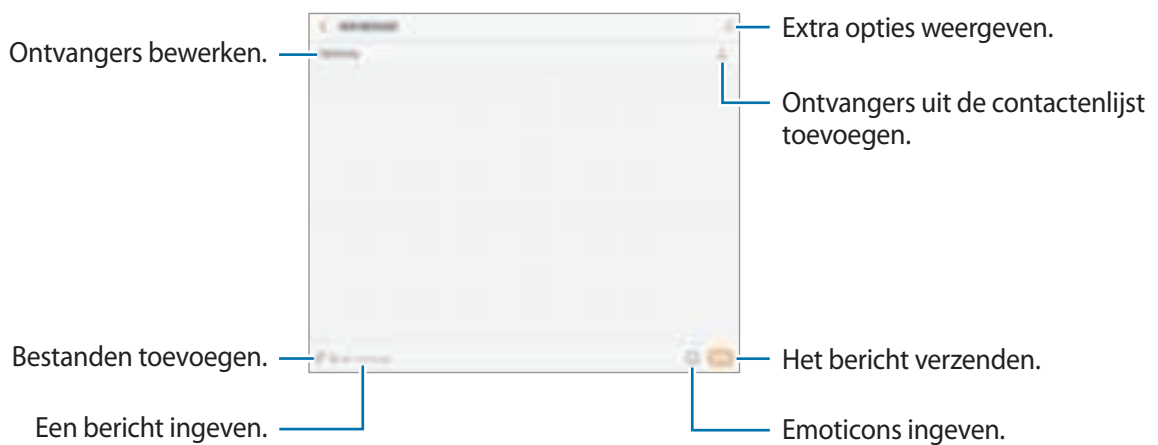 Extra opties weergeven.
Ontvangers bewerken.
Ontvangers uit de contactenlijst
toevoegen.
Bestanden toevoegen.
Het bericht verzenden.
Een bericht ingeven.
Emoticons ingeven.